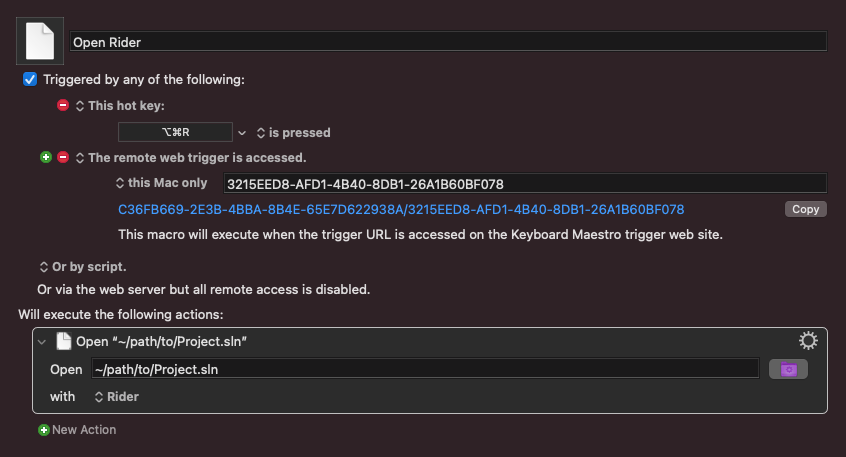 Open Rider
Triggered by any of the following:
This hot key:
⌥⌘R is pressed
The remote web trigger is accessed.
this Mac only 3215EED8-AFD1-4B40-8DB1-26A1B60BF078
C36FB669-2E3B-4BBA-8B4E-65E7D622938A/3215EED8-AFD1-4B40-8DB1-26A1B60BF078 Copy
This macro will execute when the trigger URL is accessed on the Keyboard Maestro trigger web site.
Or by script.
Or via the web server but all remote access is disabled.
Will execute the following actions:
Open “~/path/to/Project.sln”
Open ~/path/to/Project.sln
with Rider
New Action